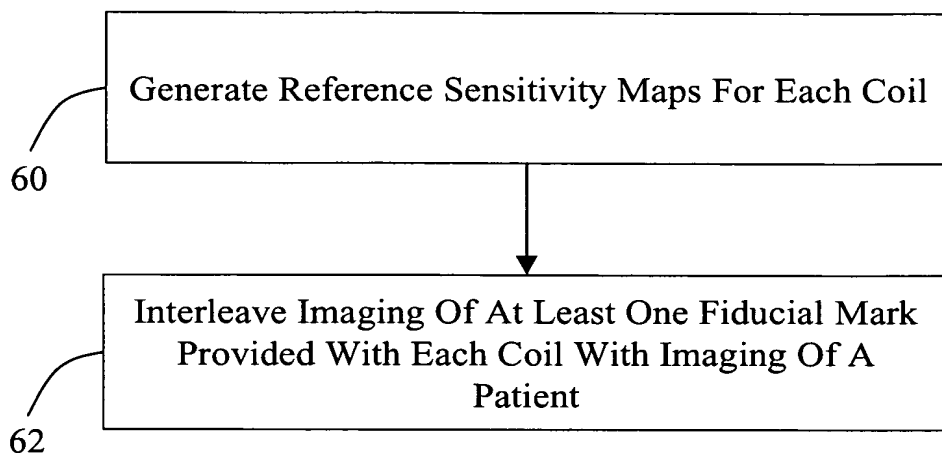 Generate Reference Sensitivity Maps For Each Coil
60
Interleave Imaging Of At Least One Fiducial Mark
Provided With Each Coil With Imaging Of A
Patient
62